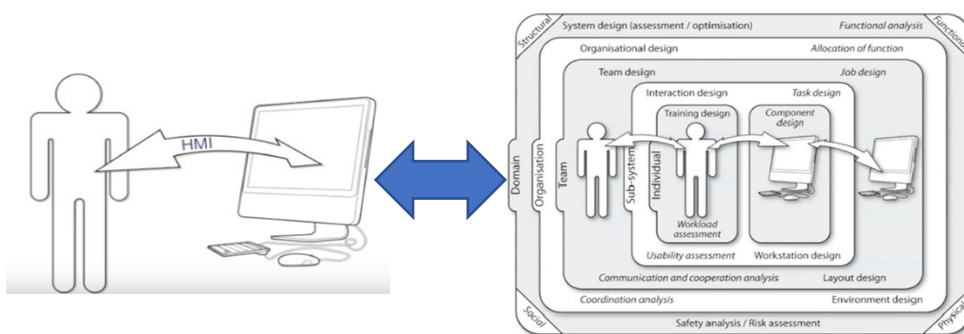 HMI
Structural
System design (assessment / optimisation)
Functional analysis
Functional
Organisational design
Allocation of function
Team design
Job design
Interaction design
Task design
Training design
Component
design
Domain
Organisation
Team
Sub-system
Individual
Workload
assessment
Usability assessment
Workstation design
Communication and cooperation analysis
Layout design
Coordination analysis
Environment design
Social
Safety analysis / Risk assessment
Physical